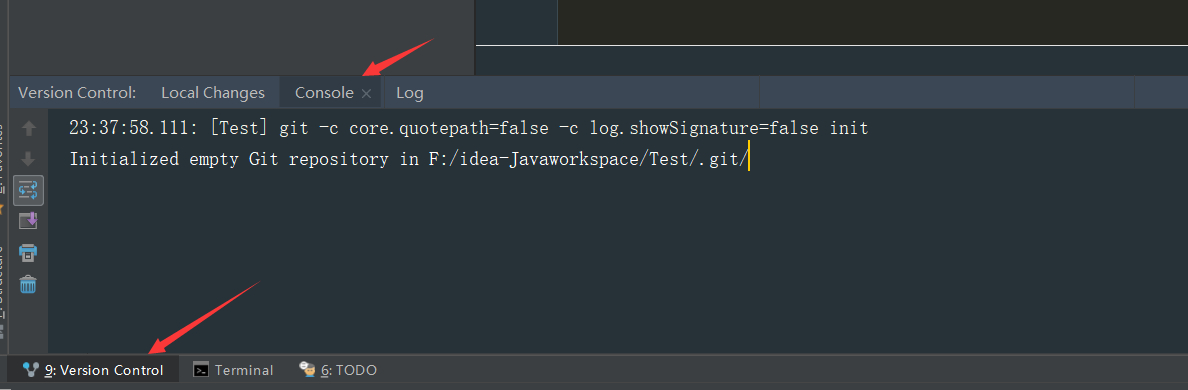 Version Control: Local Changes Console Log
23:37:58.111: [Test] git -c core.quotepath=false -c log.showSignature=false init
Initialized empty Git repository in F:/idea-Javaworkspace/Test/.git/
9: Version Control Terminal 6: TODO